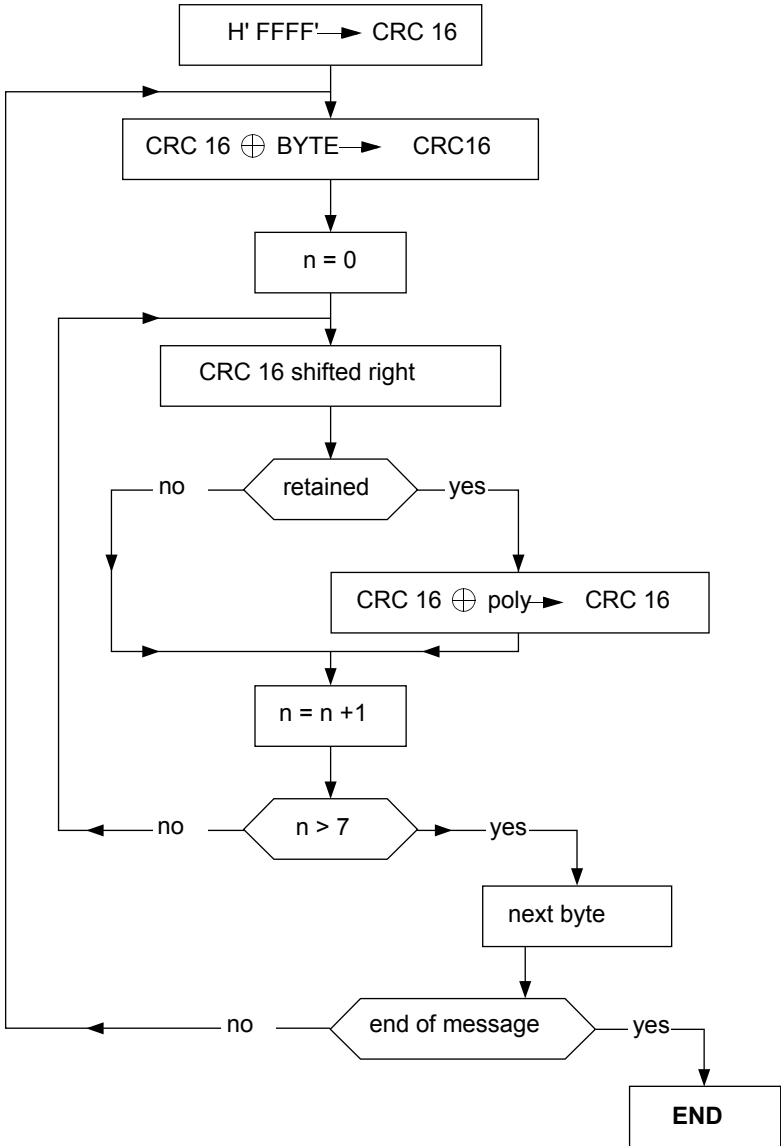 H' FFFF' → CRC 16
CRC 16 ⊕ BYTE → CRC16
n = 0
CRC 16 shifted right
no
retained
yes
CRC 16 ⊕ poly → CRC 16
n = n +1
no
n > 7
yes
next byte
no
end of message
yes
END